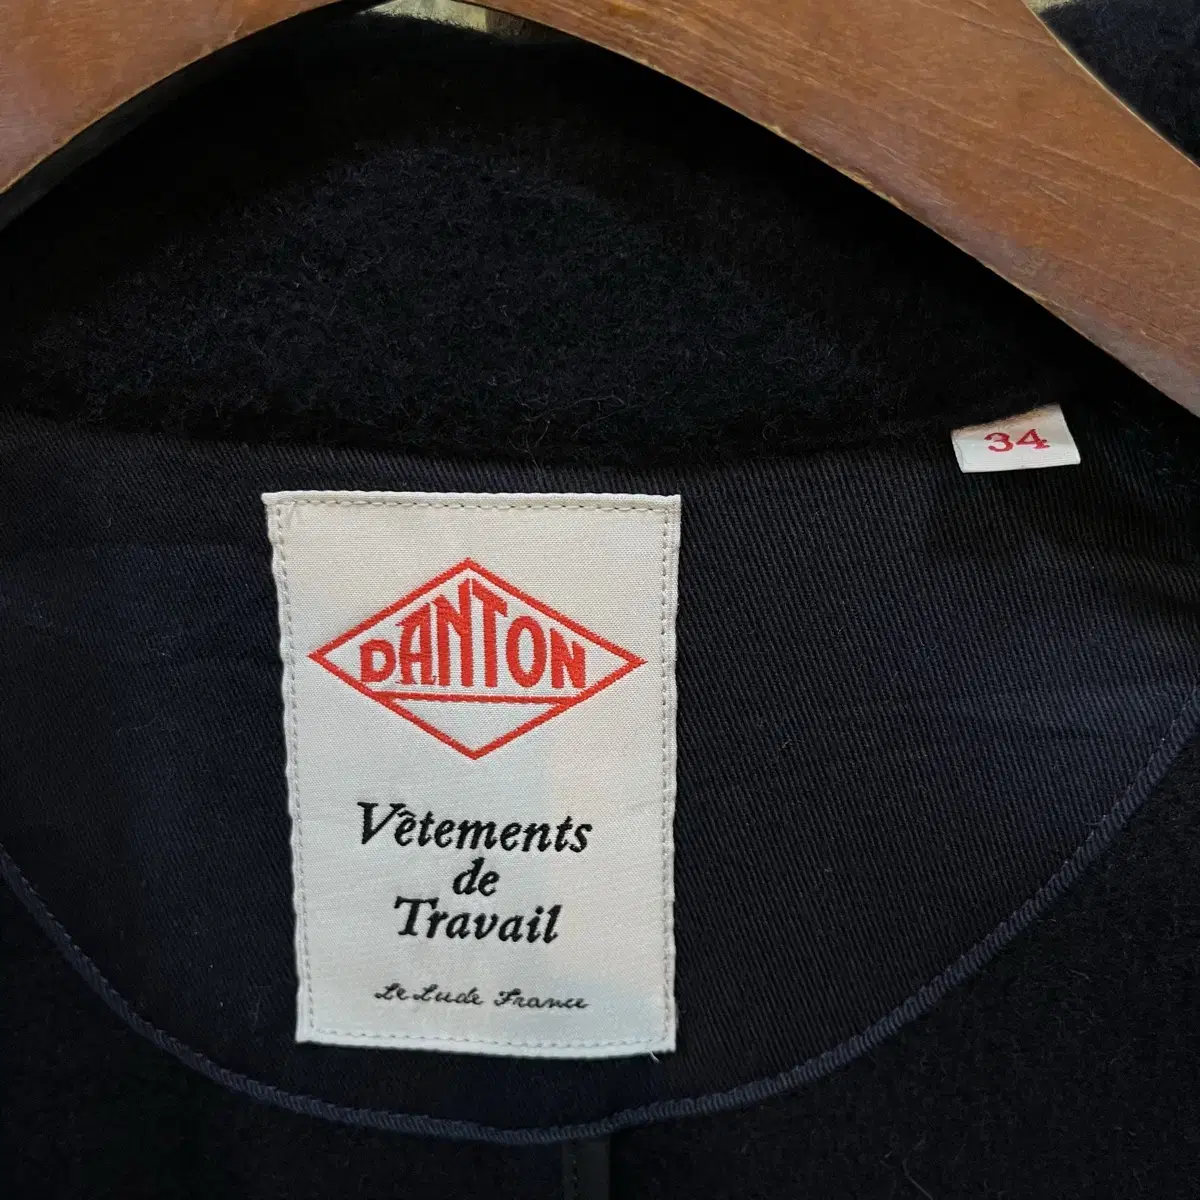 34
DANTON
Vêtements
de
Travail
Le Lude France